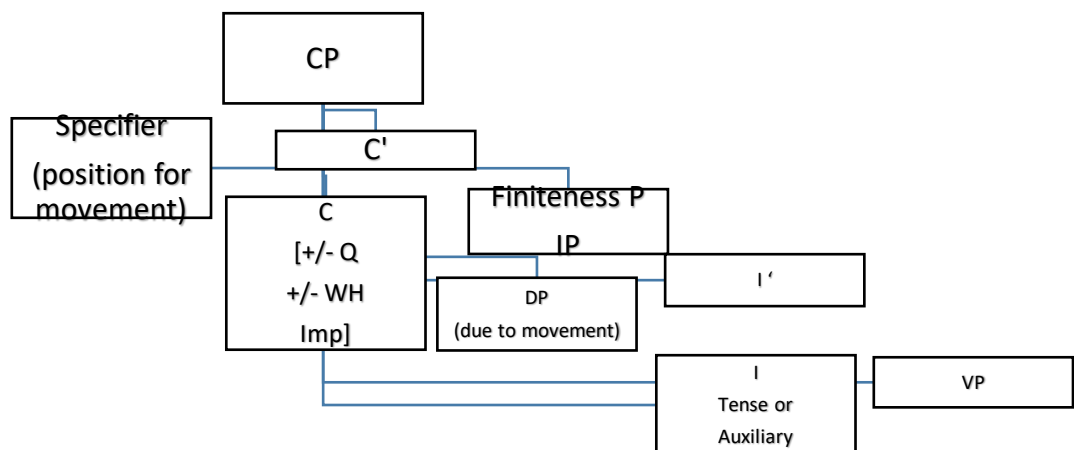 CP
Specifier
(position for
movement)
C'
Finiteness P
IP
C
[+/- Q
+/- WH
Imp]
DP
(due to movement)
I ‘
I
Tense or
Auxiliary
VP